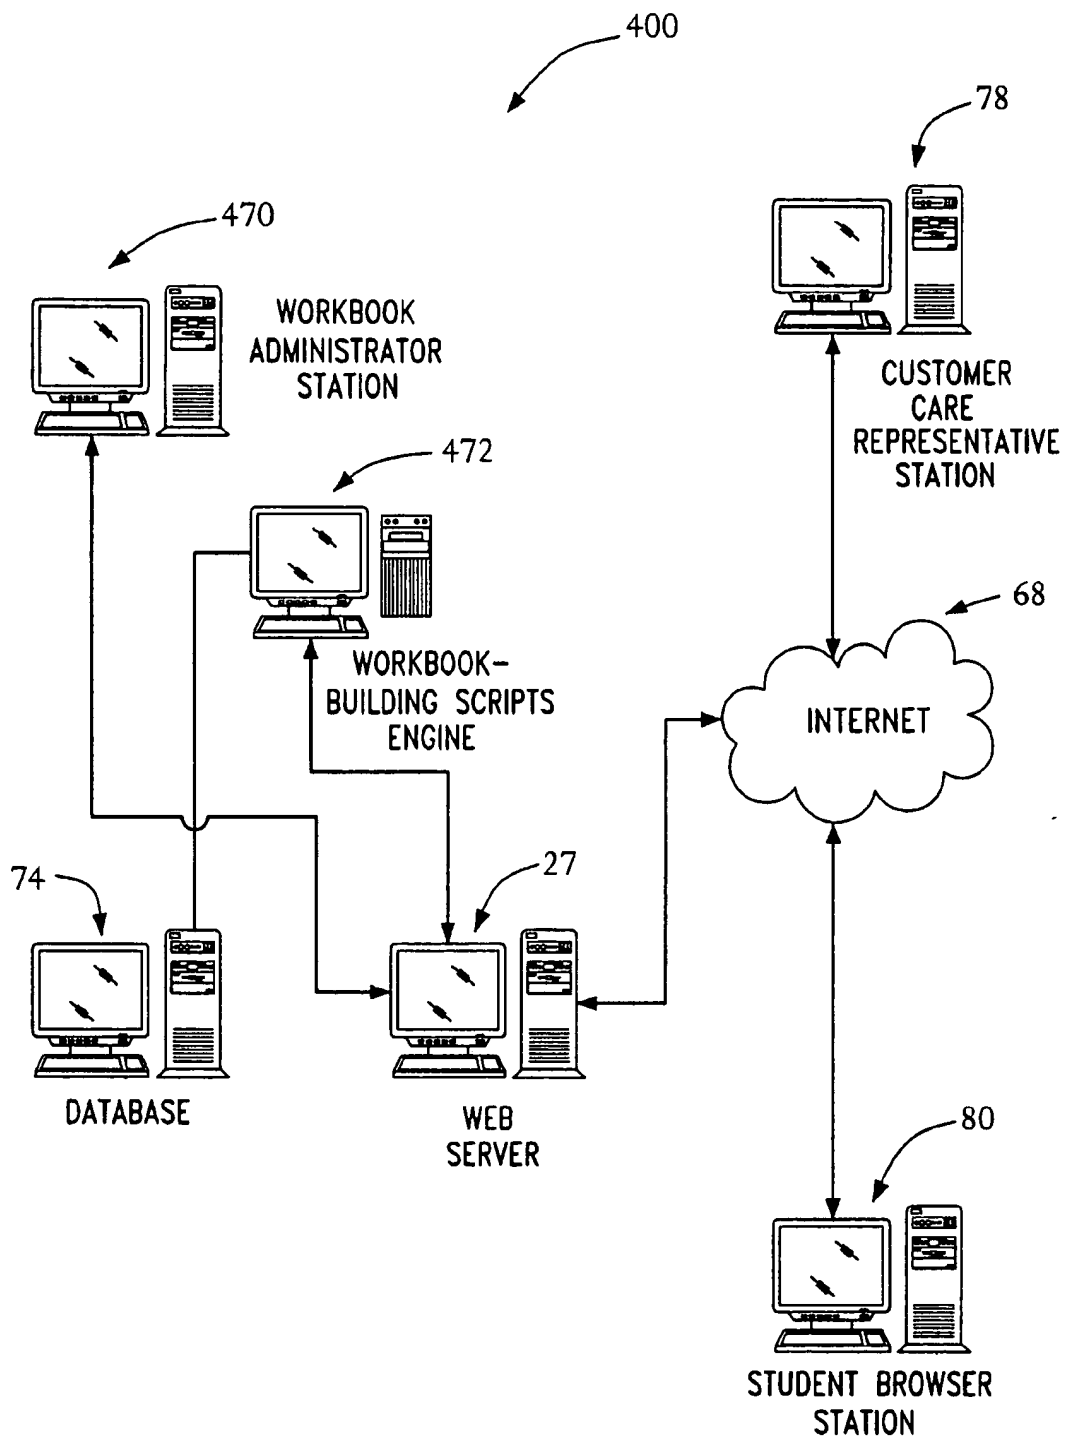 400
78
470
WORKBOOK
ADMINISTRATOR
STATION
CUSTOMER
CARE
REPRESENTATIVE
STATION
472
68
WORKBOOK-
BUILDING SCRIPTS
ENGINE
INTERNET
74
27
DATABASE
WEB
SERVER
80
STUDENT BROWSER
STATION